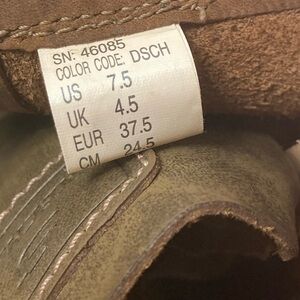 SN: 46085
COLOR CODE: DSCH
US 7.5
UK 4.5
EUR 37.5
CM 24.5